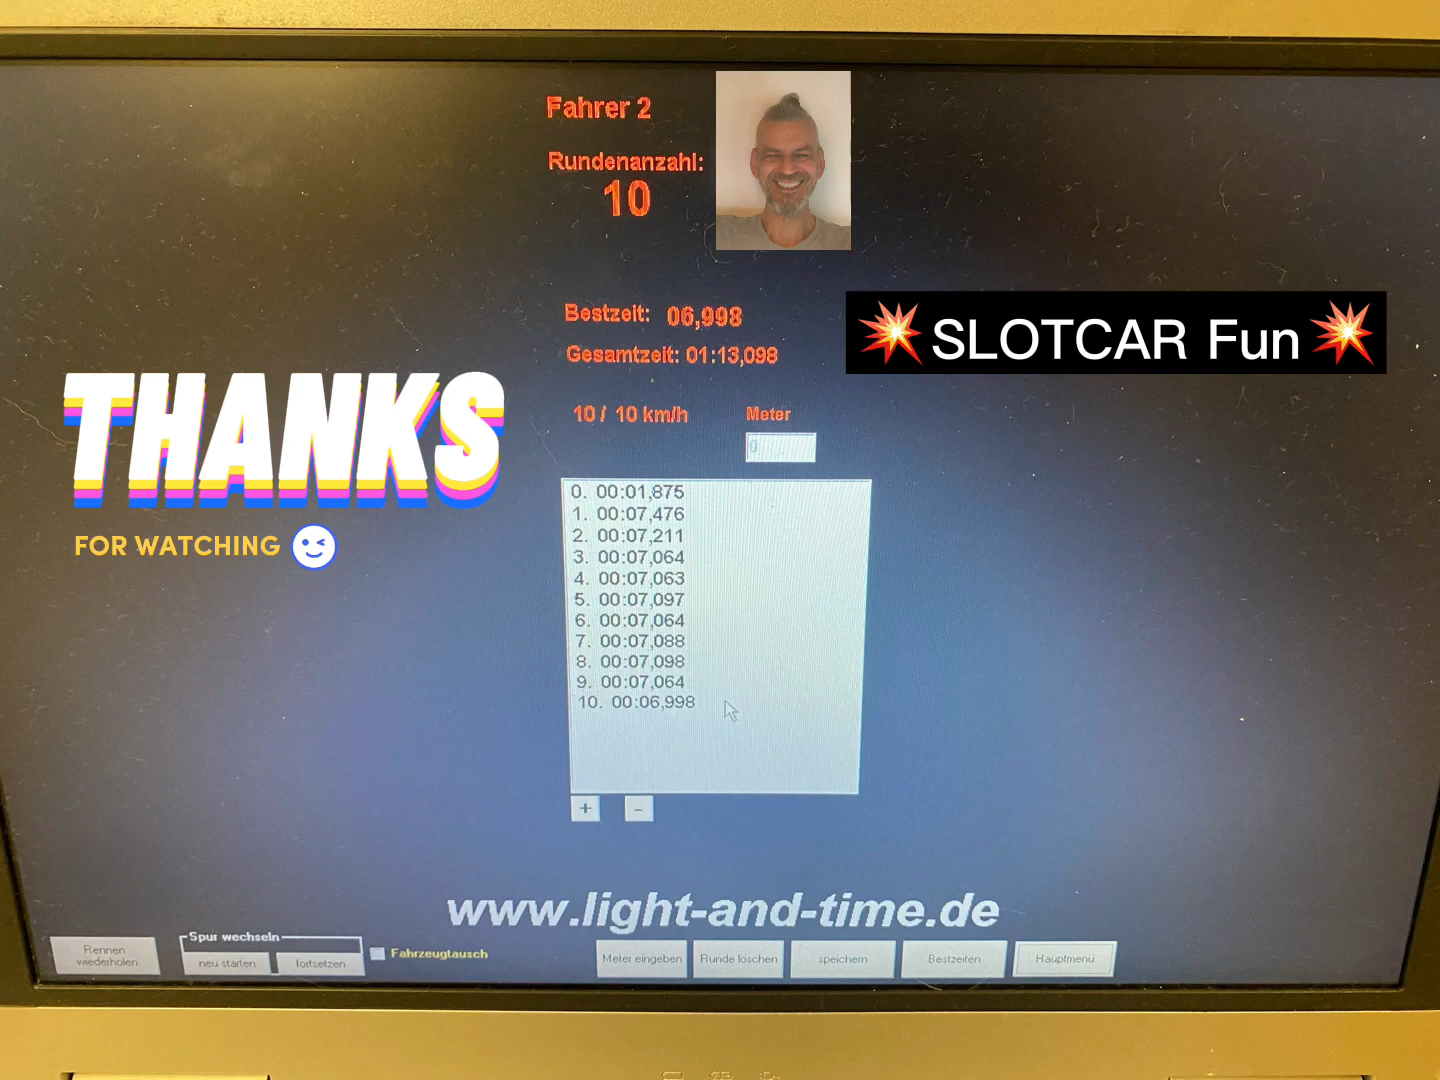 Fahrer 2
Rundenanzahl:
10
Bestzeit: 06,998
Gesamtzeit: 01:13,098
💥SLOTCAR Fun💥
10 / 10 km/h
Meter
0
THANKS
FOR WATCHING 😉
0. 00:01,875
1. 00:07,476
2. 00:07,211
3. 00:07,064
4. 00:07,063
5. 00:07,097
6. 00:07,064
7. 00:07,088
8. 00:07,098
9. 00:07,064
10. 00:06,998
+ -
www.light-and-time.de
Rennen
wiederholen
Spur wechseln
neu starten
fortsetzen
Fahrzeugtausch
Meter eingeben
Runde löschen
speichern
Bestzeiten
Hauptmenü